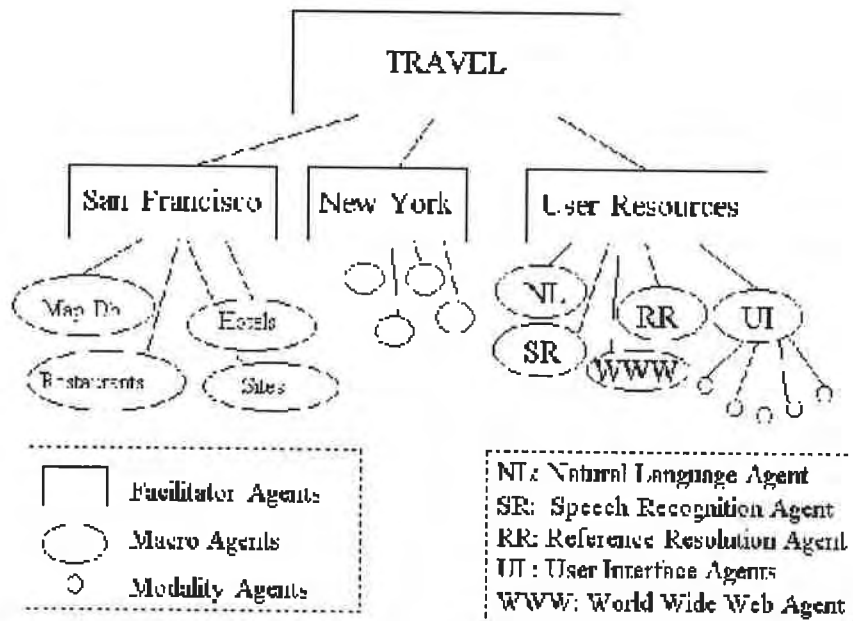 TRAVEL
San Francisco
New York
User Resources
Map Db
Hotels
Restaurants
Sites
NL
SR
RR
UI
WWW
Facilitator Agents
Macro Agents
Modality Agents
NL: Natural Language Agent
SR: Speech Recognition Agent
RR: Reference Resolution Agent
UI: User Interface Agents
WWW: World Wide Web Agent